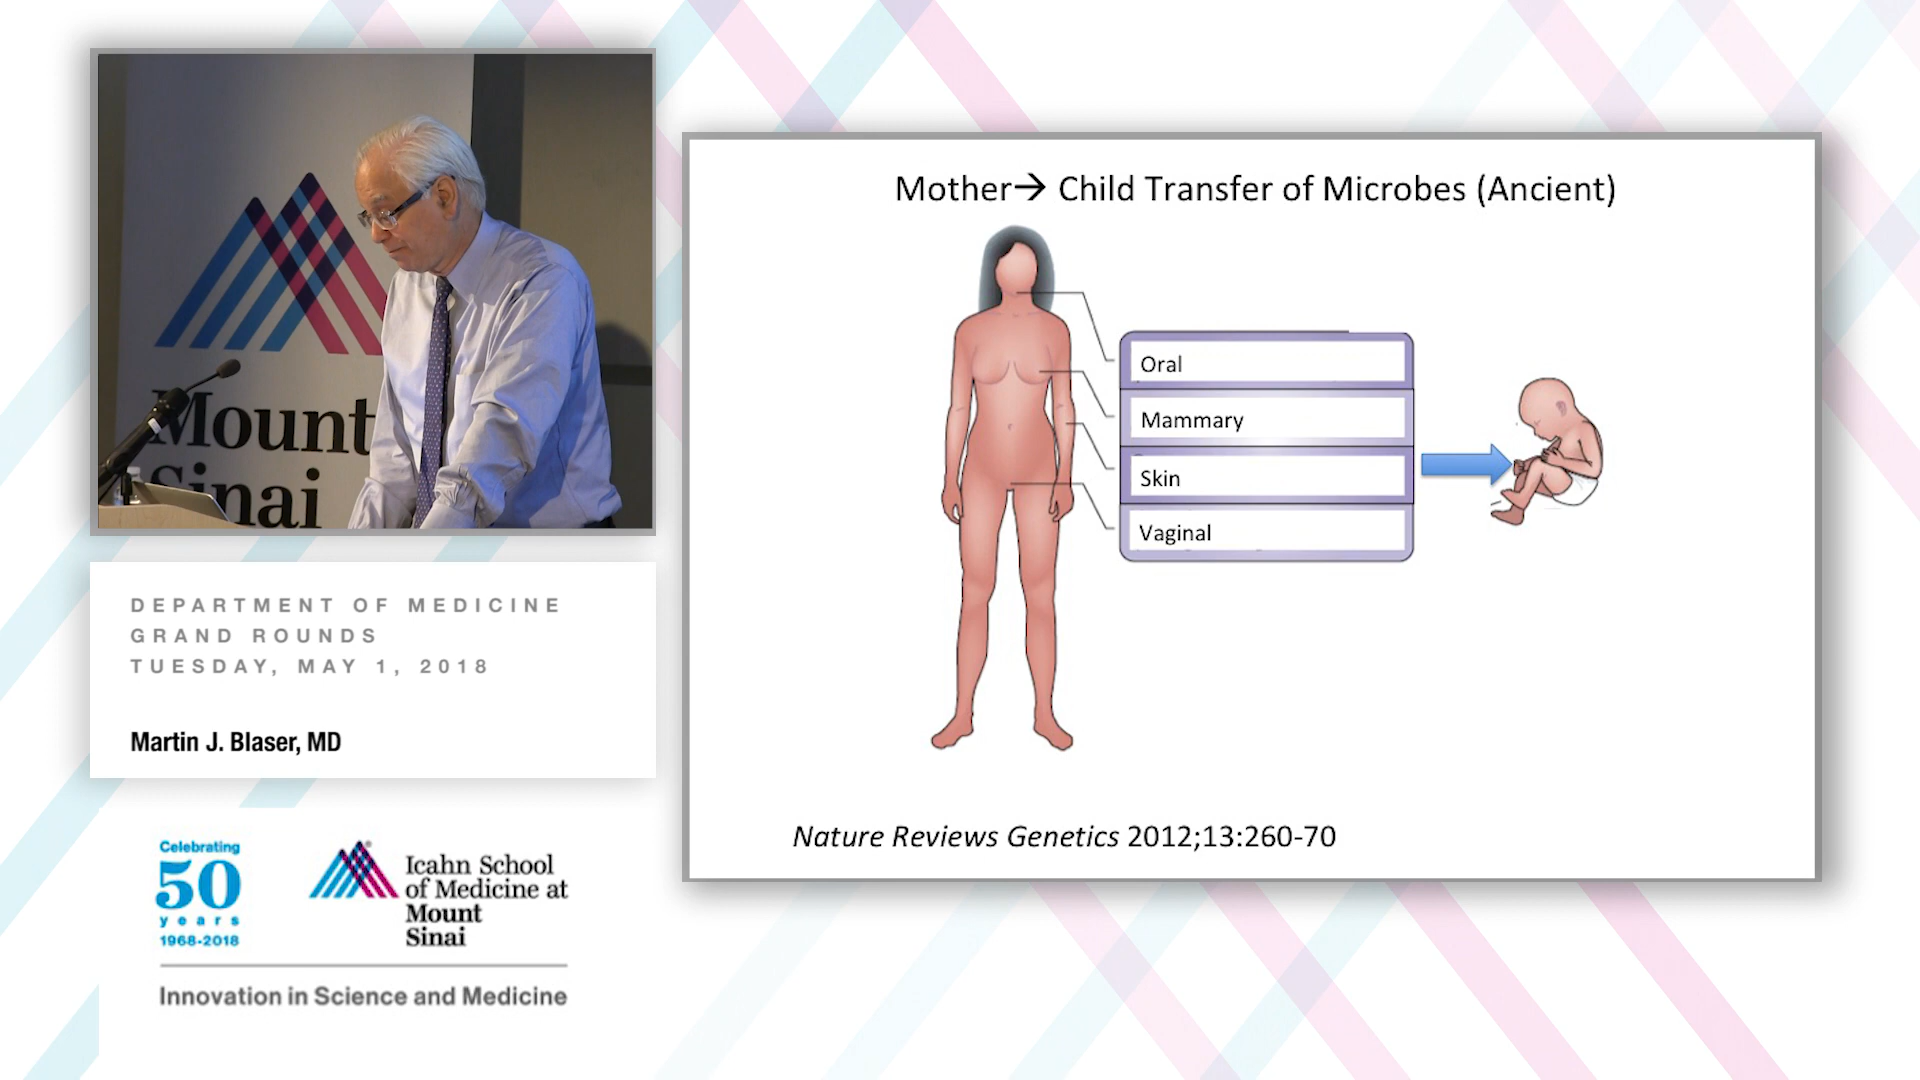 Mount
Sinai
DEPARTMENT OF MEDICINE
GRAND ROUNDS
TUESDAY, MAY 1, 2018
Martin J. Blaser, MD
Celebrating
50
years
1968-2018
Icahn School
of Medicine at
Mount
Sinai
Innovation in Science and Medicine
Mother→ Child Transfer of Microbes (Ancient)
Oral
Mammary
Skin
Vaginal
Nature Reviews Genetics 2012;13:260-70